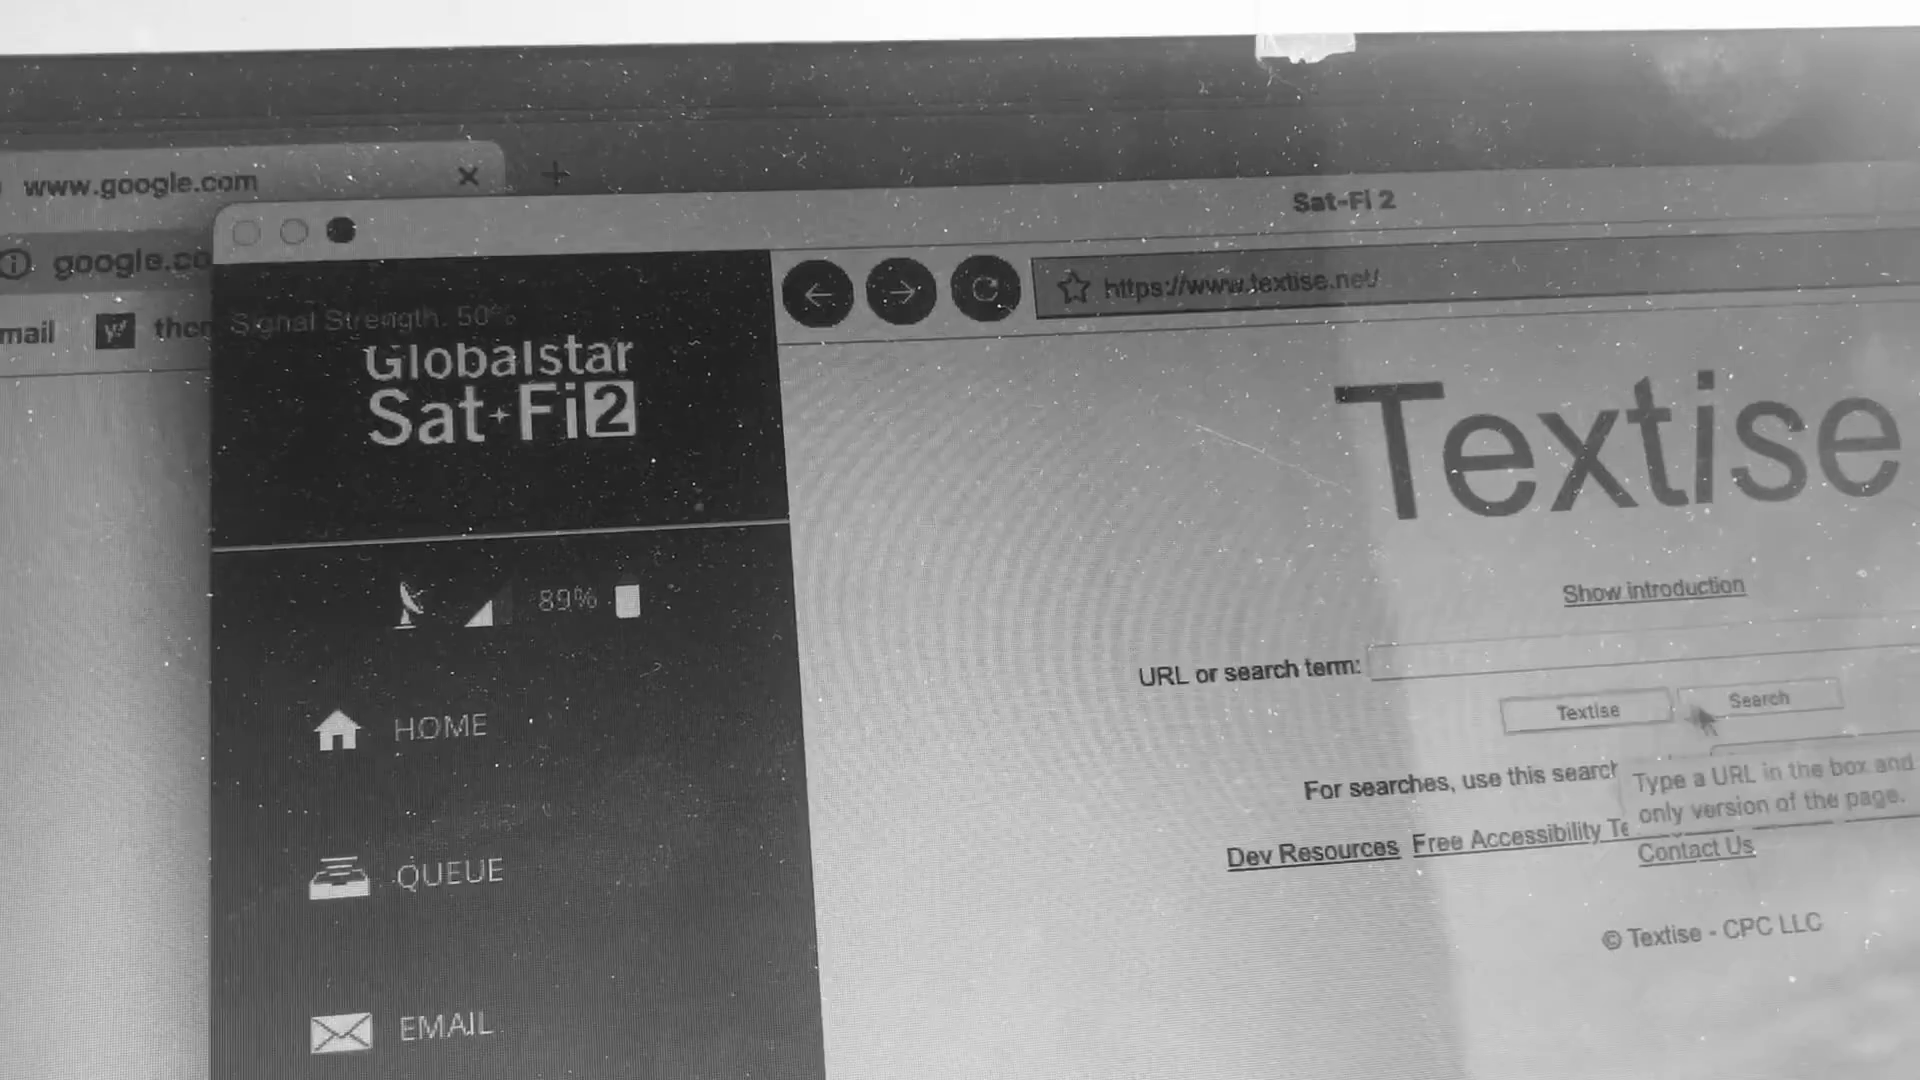 www.google.com
google.co
mail
Sat-Fi 2
https://www.textise.net/
Signal Strength: 50%
Globalstar
Sat-Fi2
89%
HOME
QUEUE
EMAIL
Textise
Show introduction
URL or search term:
Textise
Search
For searches, use this search
Type a URL in the box and
only version of the page.
Dev Resources
Free Accessibility Te
Contact Us
© Textise - CPC LLC